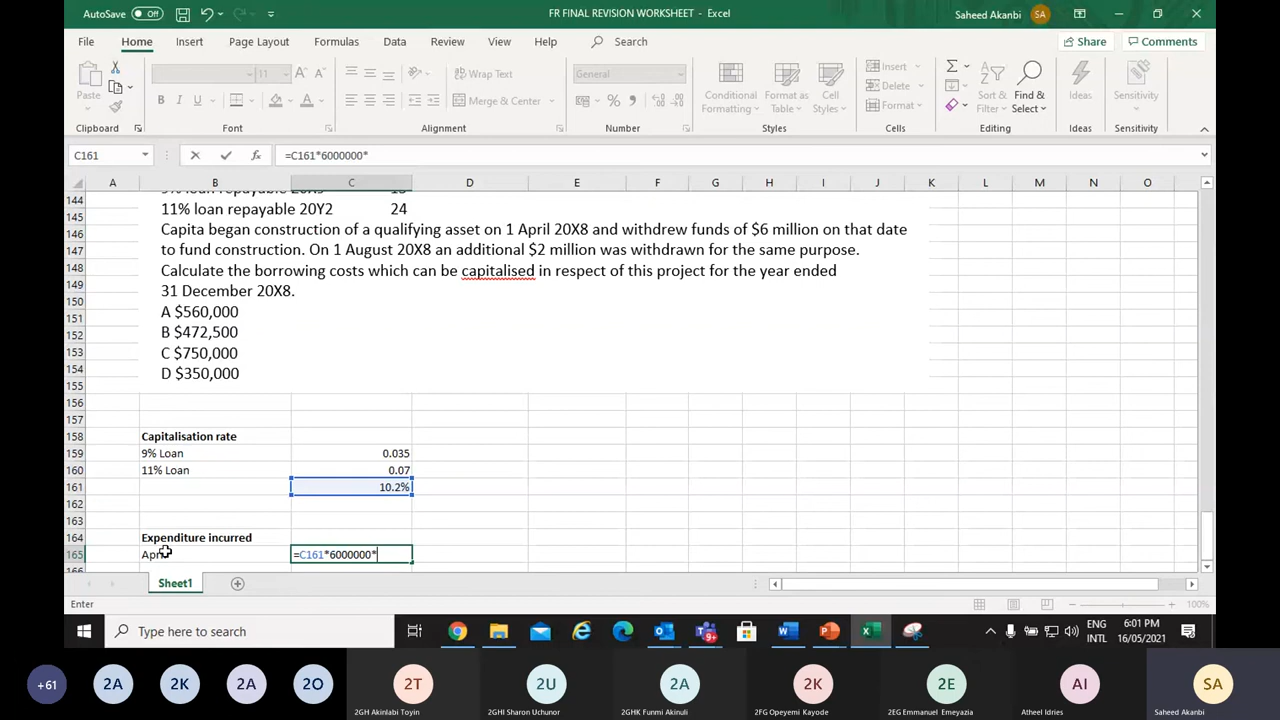 AutoSave Off FR FINAL REVISION WORKSHEET - Excel Saheed Akanbi SA
File Home Insert Page Layout Formulas Data Review View Help Search Share Comments
Paste 11 Wrap Text General Insert
Merge & Center Conditional Formatting Format as Table Cell Styles Delete Format Sort & Filter Find & Select Ideas Sensitivity
Clipboard Font Alignment Number Styles Cells Editing Ideas Sensitivity
C161 =C161*6000000*
A B C D E F G H I J K L M N O
144
145 11% loan repayable 20Y2 24
146 Capita began construction of a qualifying asset on 1 April 20X8 and withdrew funds of $6 million on that date
147 to fund construction. On 1 August 20X8 an additional $2 million was withdrawn for the same purpose.
148 Calculate the borrowing costs which can be capitalised in respect of this project for the year ended
149
150 31 December 20X8.
151 A $560,000
152 B $472,500
153 C $750,000
154 D $350,000
155
156
157
158 Capitalisation rate
159 9% Loan 0.035
160 11% Loan 0.07
161 10.2%
162
163
164 Expenditure incurred
165 =C161*6000000*
Sheet1
Enter 100%
Type here to search ENG INTL 6:01 PM 16/05/2021
+61 2A 2K 2A 2O 2T 2U 2A 2K 2E AI SA
2GH Akinlabi Toyin 2GHI Sharon Uchunor 2GHK Funmi Akinuli 2FG Opeyemi Kayode 2EG Emmanuel Emeyazia Atheel Idries Saheed Akanbi